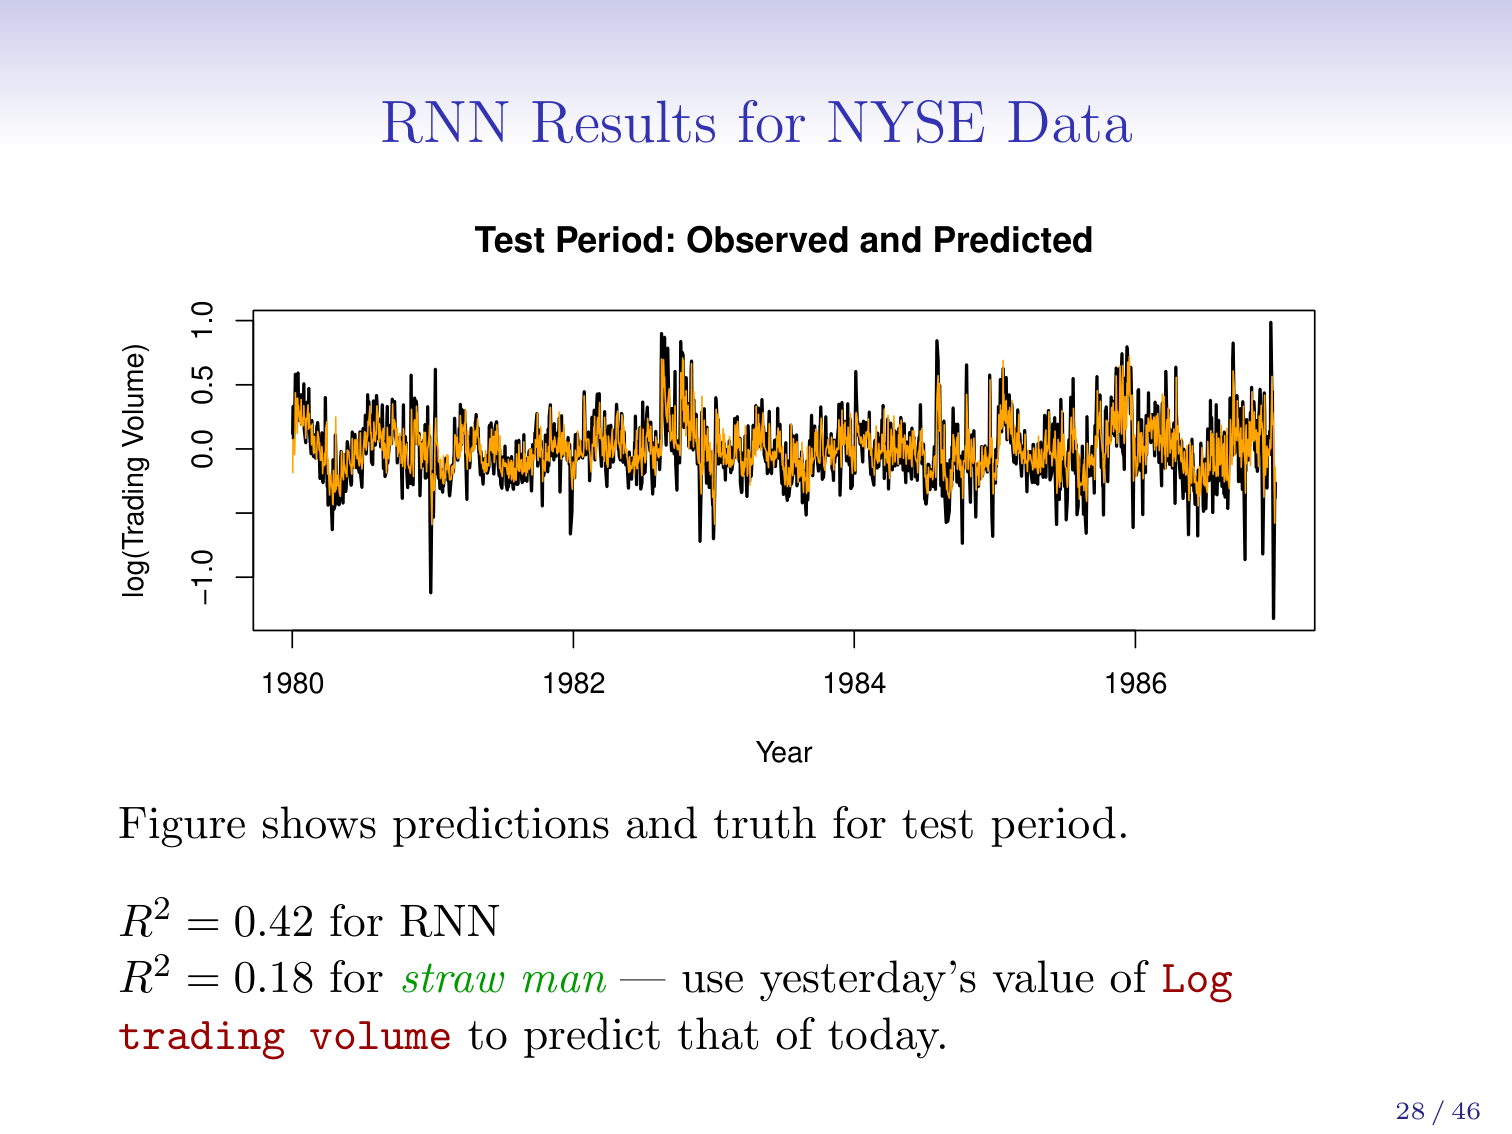 RNN Results for NYSE Data
Test Period: Observed and Predicted
log(Trading Volume)
1.0
0.5
0.0
−1.0
1980 1982 1984 1986
Year
Figure shows predictions and truth for test period.
R² = 0.42 for RNN
R² = 0.18 for straw man — use yesterday's value of Log
trading volume to predict that of today.
28 / 46